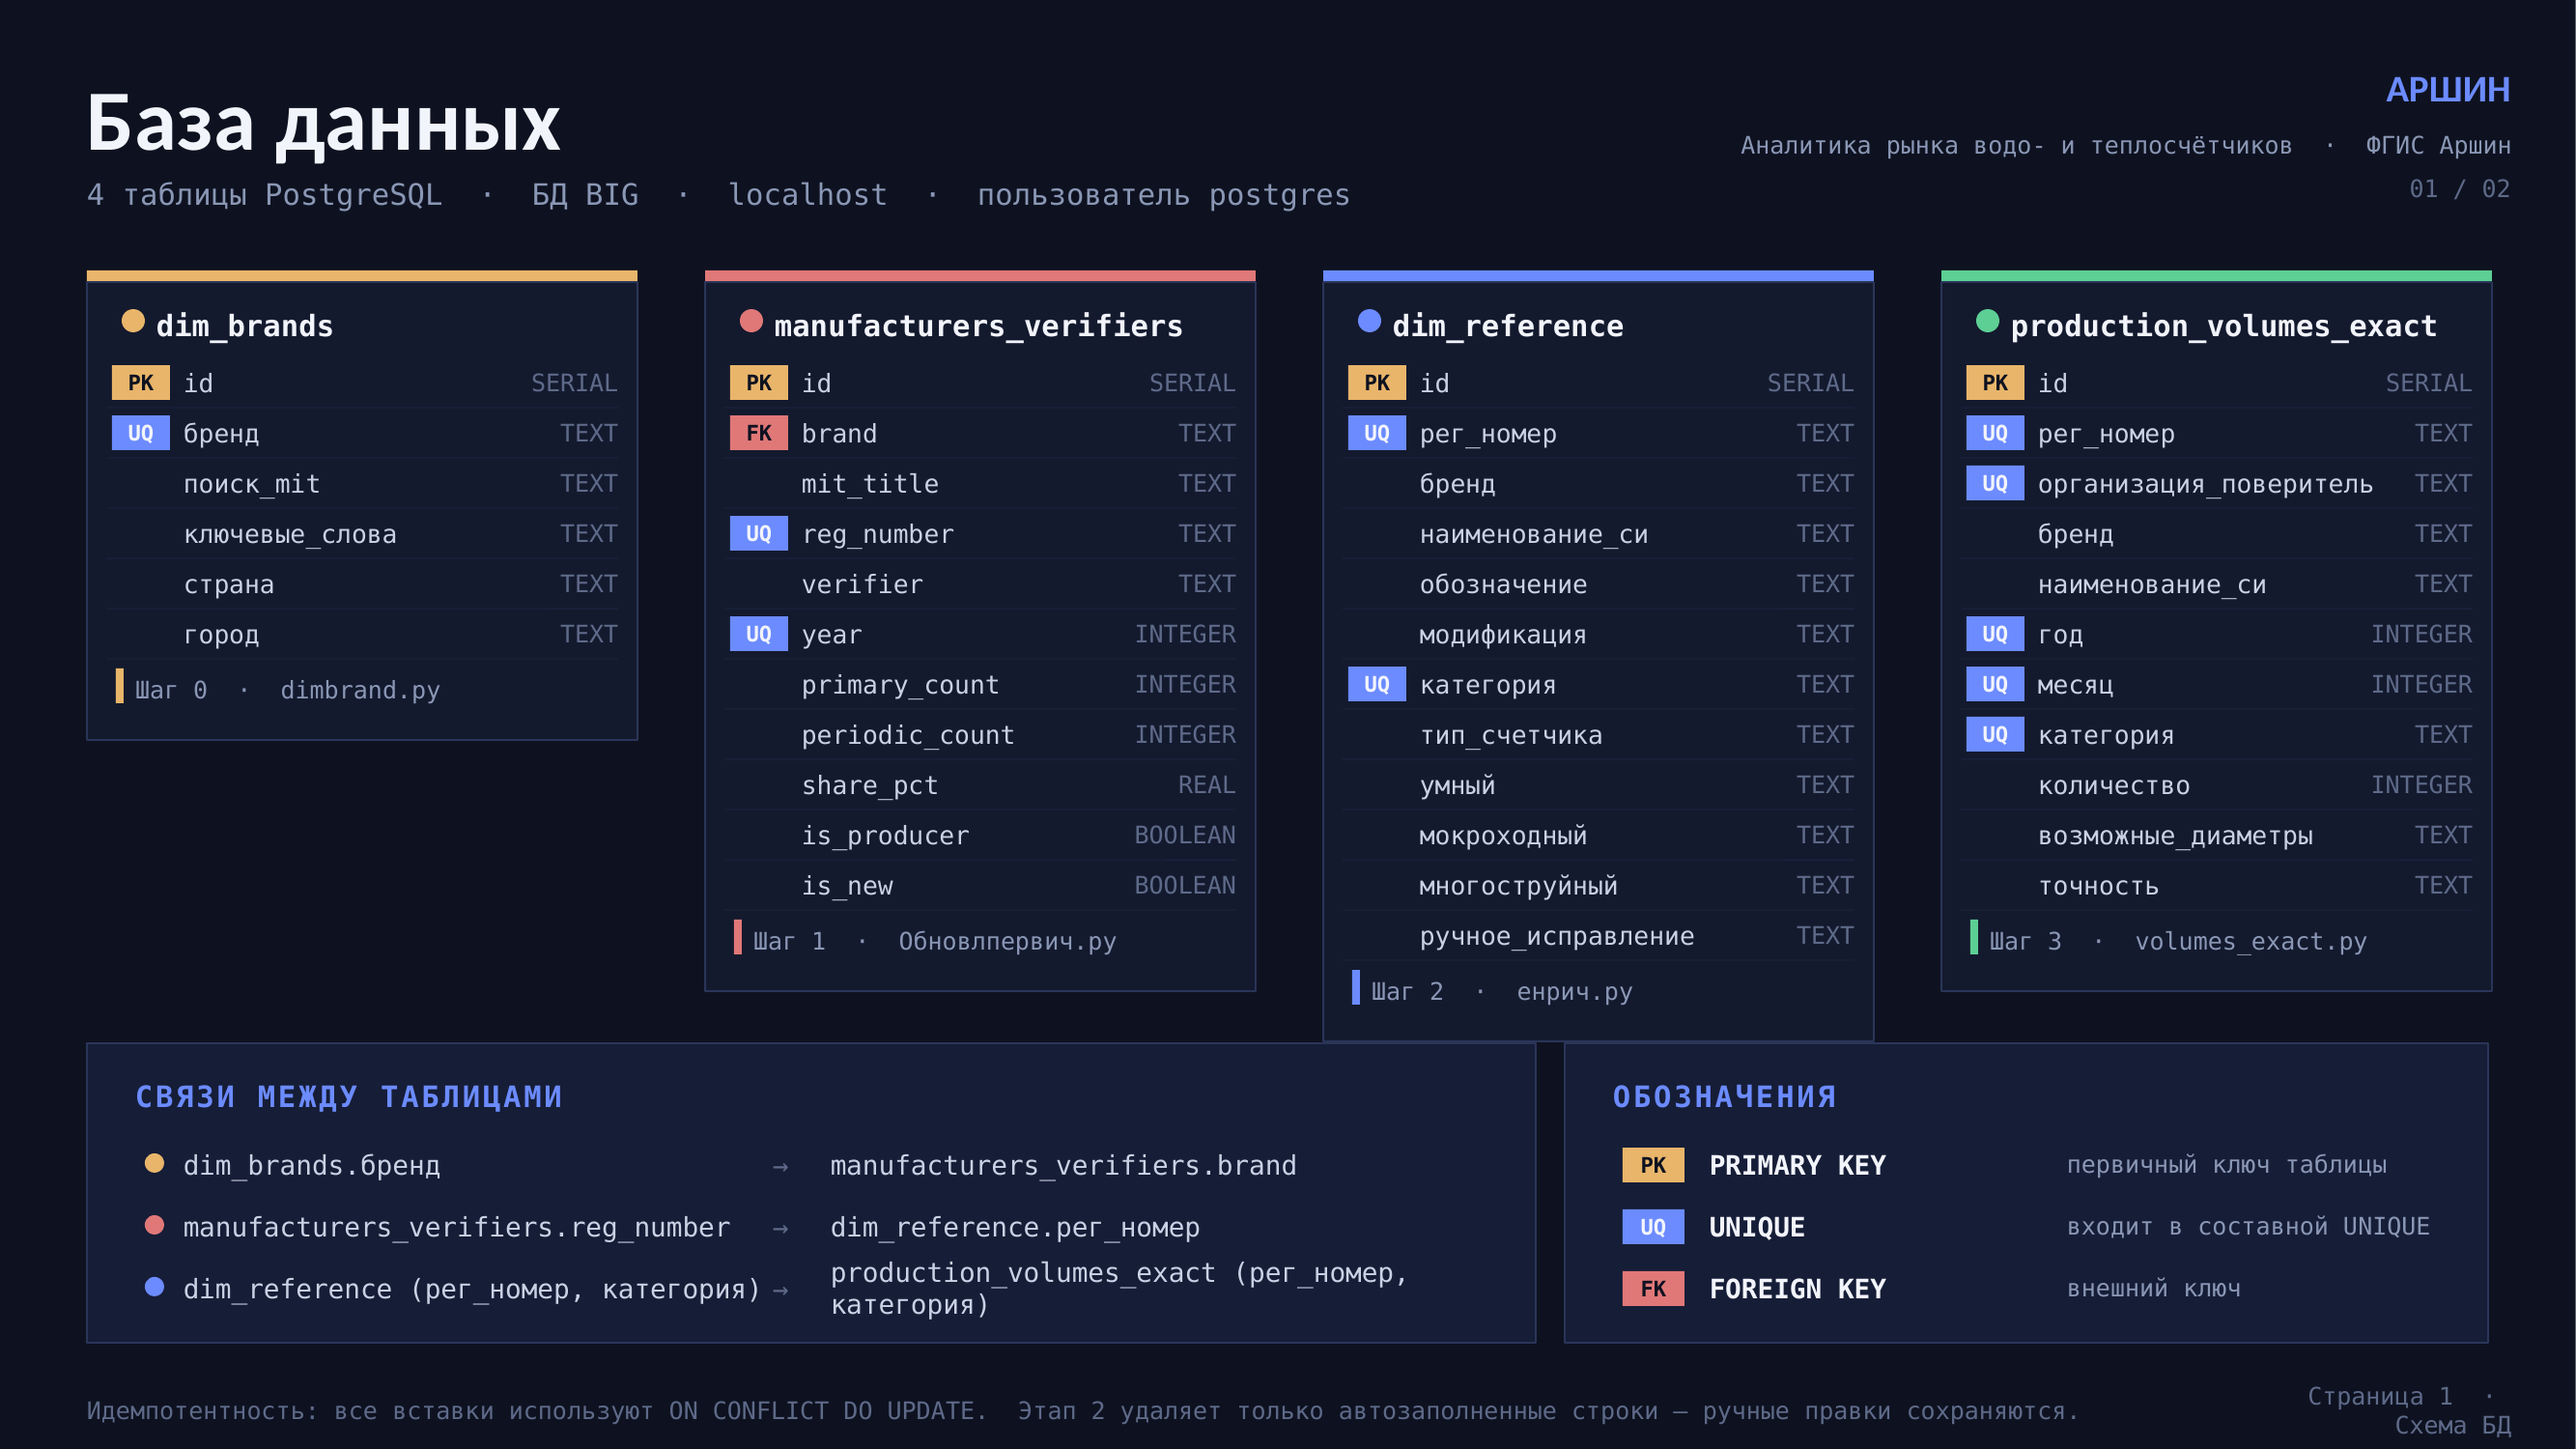 База данных
4 таблицы PostgreSQL · БД BIG · localhost · пользователь postgres
АРШИН
Аналитика рынка водо- и теплосчётчиков · ФГИС Аршин
01 / 02
dim_brands
PK id SERIAL
UQ бренд TEXT
поиск_mit TEXT
ключевые_слова TEXT
страна TEXT
город TEXT
Шаг 0 · dimbrand.py
manufacturers_verifiers
PK id SERIAL
FK brand TEXT
mit_title TEXT
UQ reg_number TEXT
verifier TEXT
UQ year INTEGER
primary_count INTEGER
periodic_count INTEGER
share_pct REAL
is_producer BOOLEAN
is_new BOOLEAN
Шаг 1 · Обновлпервич.py
dim_reference
PK id SERIAL
UQ рег_номер TEXT
бренд TEXT
наименование_си TEXT
обозначение TEXT
модификация TEXT
UQ категория TEXT
тип_счетчика TEXT
умный TEXT
мокроходный TEXT
многоструйный TEXT
ручное_исправление TEXT
Шаг 2 · енрич.py
production_volumes_exact
PK id SERIAL
UQ рег_номер TEXT
UQ организация_поверитель TEXT
бренд TEXT
наименование_си TEXT
UQ год INTEGER
UQ месяц INTEGER
UQ категория TEXT
количество INTEGER
возможные_диаметры TEXT
точность TEXT
Шаг 3 · volumes_exact.py
СВЯЗИ МЕЖДУ ТАБЛИЦАМИ
dim_brands.бренд → manufacturers_verifiers.brand
manufacturers_verifiers.reg_number → dim_reference.рег_номер
dim_reference (рег_номер, категория) → production_volumes_exact (рег_номер,
категория)
ОБОЗНАЧЕНИЯ
PK PRIMARY KEY первичный ключ таблицы
UQ UNIQUE входит в составной UNIQUE
FK FOREIGN KEY внешний ключ
Идемпотентность: все вставки используют ON CONFLICT DO UPDATE. Этап 2 удаляет только автозаполненные строки — ручные правки сохраняются.
Страница 1 ·
Схема БД